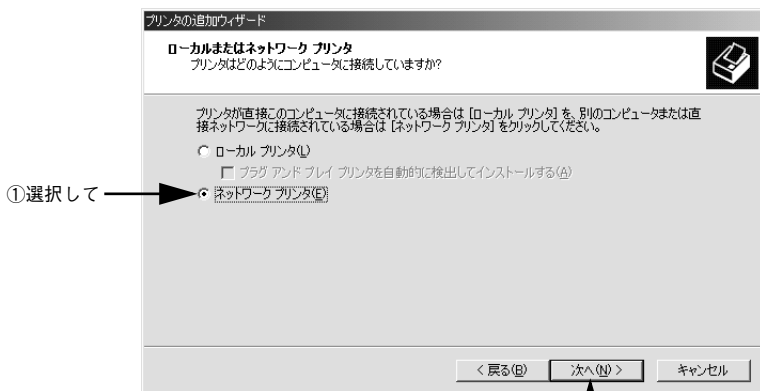 プリンタの追加ウィザード
ローカルまたはネットワーク プリンタ
プリンタはどのようにコンピュータに接続していますか?
プリンタが直接このコンピュータに接続されている場合は [ローカル プリンタ] を、別のコンピュータまたは直
接ネットワークに接続されている場合は [ネットワーク プリンタ] をクリックしてください。
ローカル プリンタ(L)
プラグ アンド プレイ プリンタを自動的に検出してインストールする(A)
①選択して
ネットワーク プリンタ(E)
< 戻る(B) 次へ(N) > キャンセル